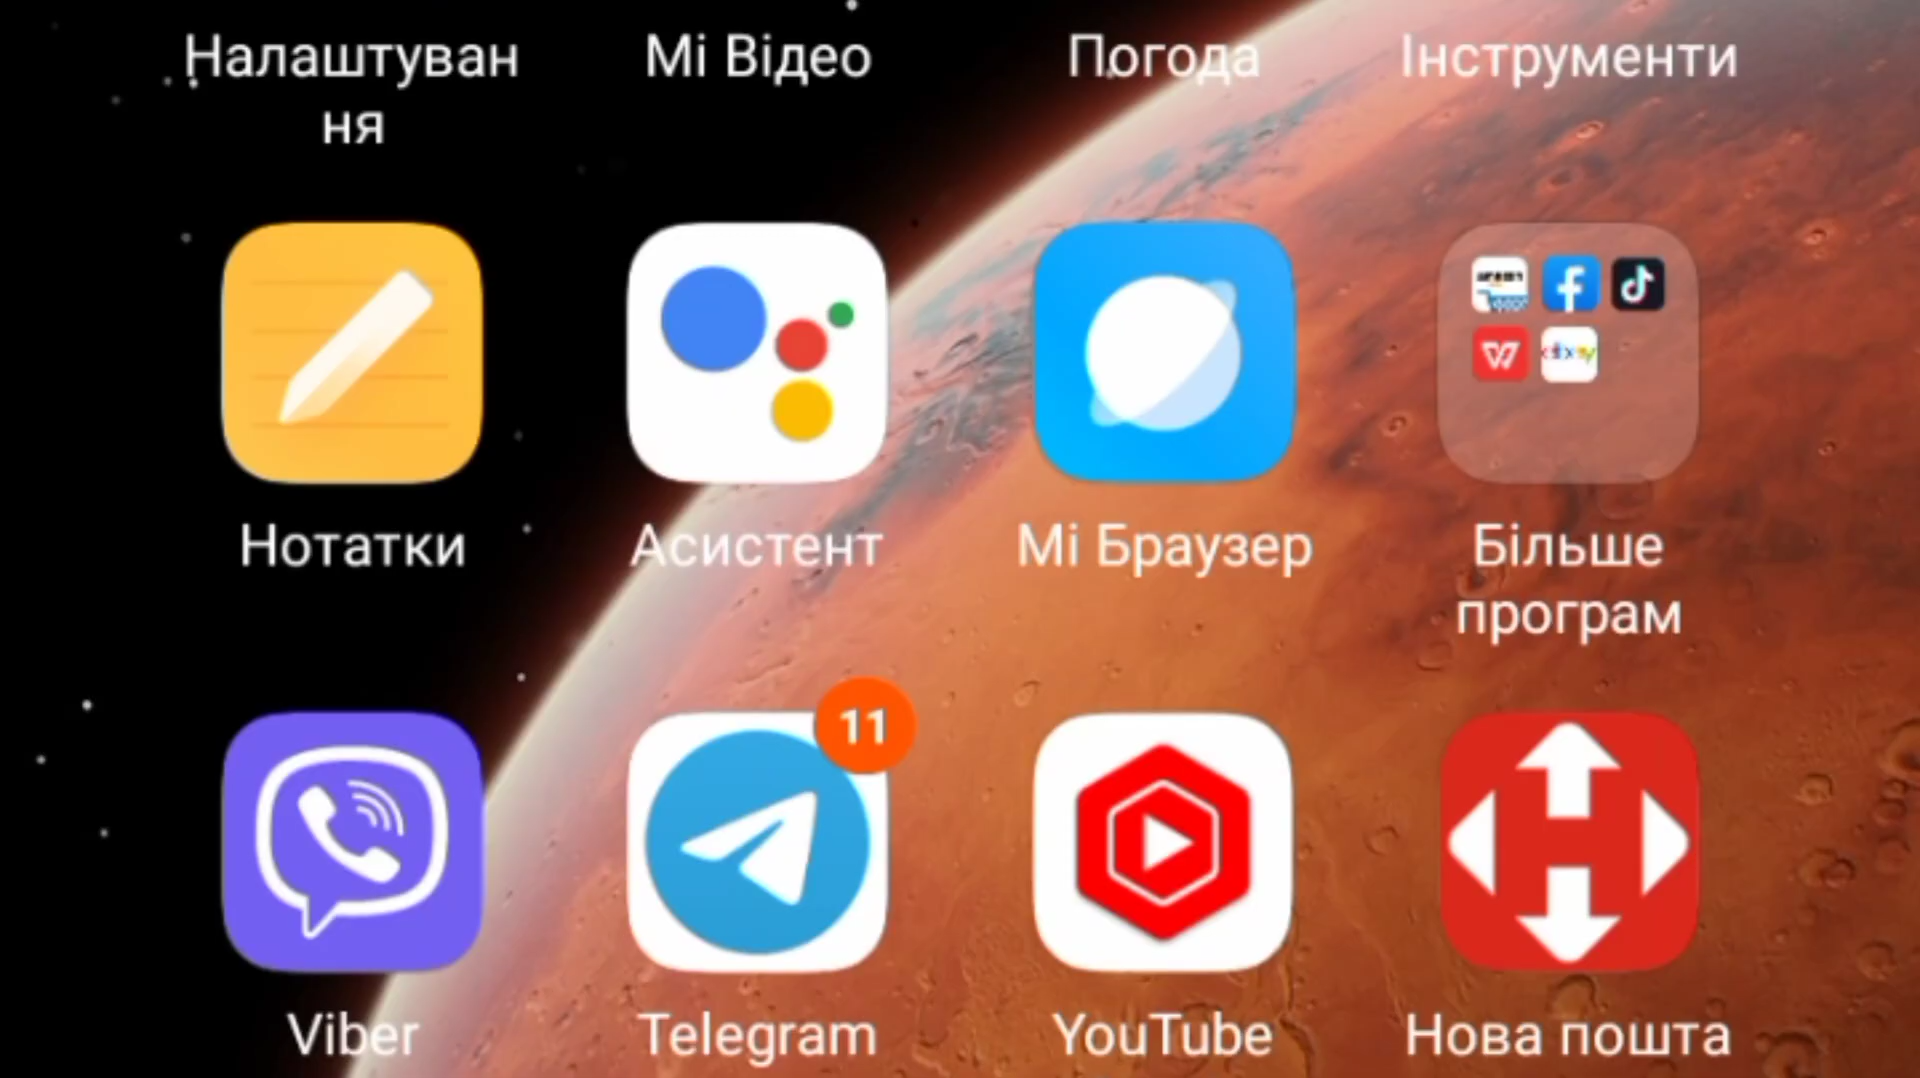 Налаштуван
ня
Mi Відео
Погода
Інструменти
Нотатки
Асистент
Mi Браузер
Більше
програм
11
Viber
Telegram
YouTube
Нова пошта